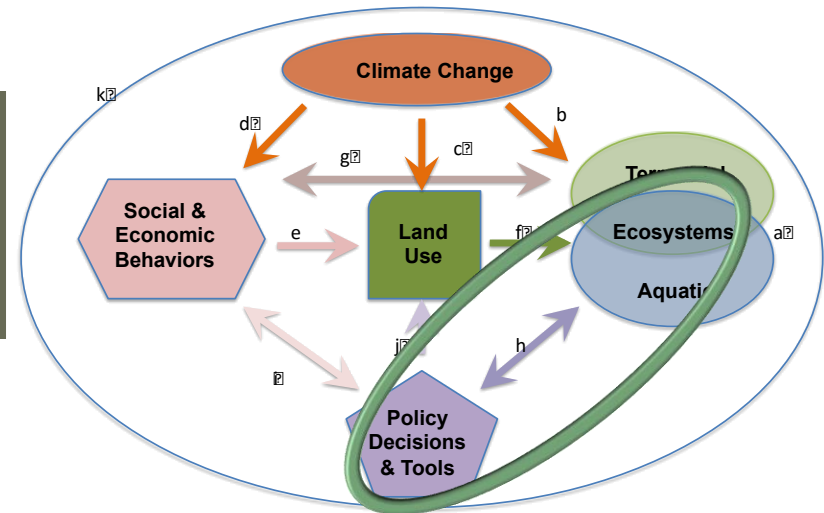 Climate Change
k
b
d
c
g
Social &
Economic
Behaviors
e
Land
Use
f
Ecosystems
a
j
h
Policy
Decisions
& Tools